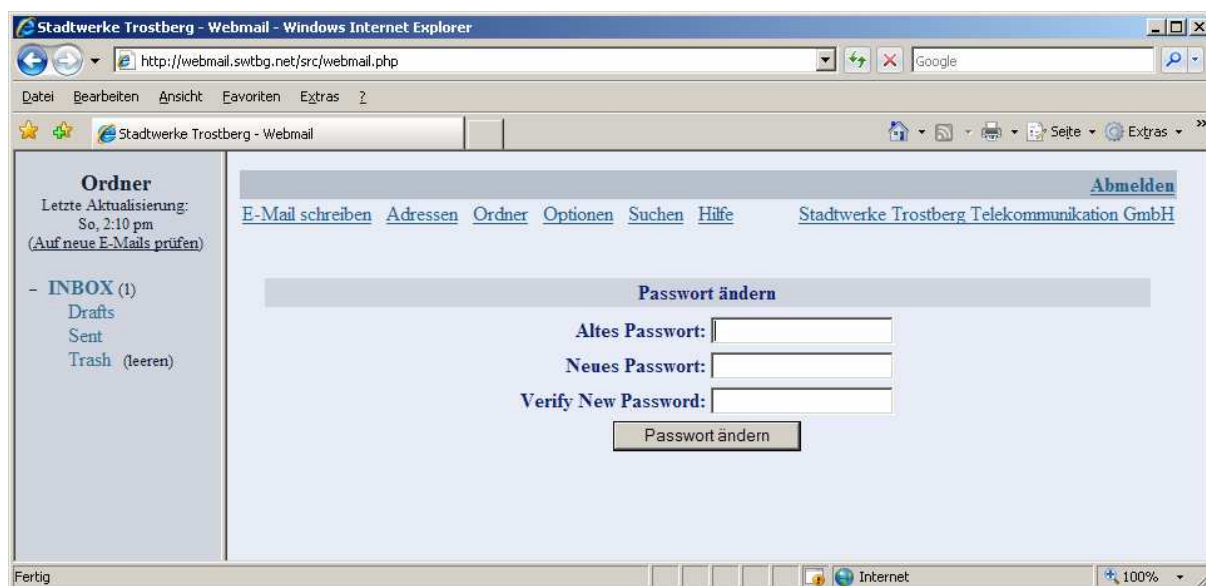 Stadtwerke Trostberg - Webmail - Windows Internet Explorer
http://webmail.swtbg.net/src/webmail.php
Google
Datei Bearbeiten Ansicht Favoriten Extras ?
Stadtwerke Trostberg - Webmail
Seite Extras »
Ordner
Letzte Aktualisierung:
So, 2:10 pm
(Auf neue E-Mails prüfen)
– INBOX (1)
Drafts
Sent
Trash (leeren)
Abmelden
E-Mail schreiben Adressen Ordner Optionen Suchen Hilfe Stadtwerke Trostberg Telekommunikation GmbH
Passwort ändern
Altes Passwort:
Neues Passwort:
Verify New Password:
Passwort ändern
Fertig Internet 100%